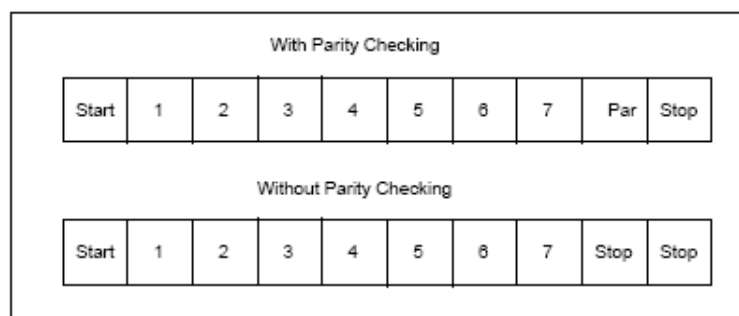 With Parity Checking
Start 1 2 3 4 5 6 7 Par Stop
Without Parity Checking
Start 1 2 3 4 5 6 7 Stop Stop